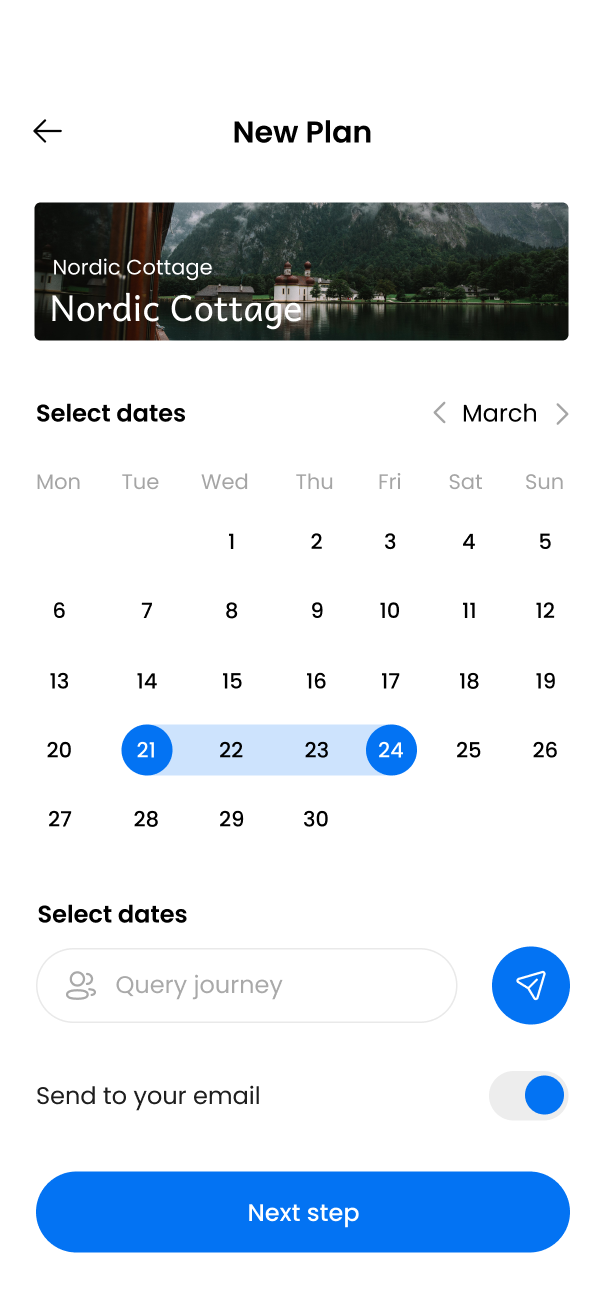 New Plan
Nordic Cottage
Nordic Cottage
Select dates
March
Mon Tue Wed Thu Fri Sat Sun
1 2 3 4 5
6 7 8 9 10 11 12
13 14 15 16 17 18 19
20 21 22 23 24 25 26
27 28 29 30
Select dates
Query journey
Send to your email
Next step